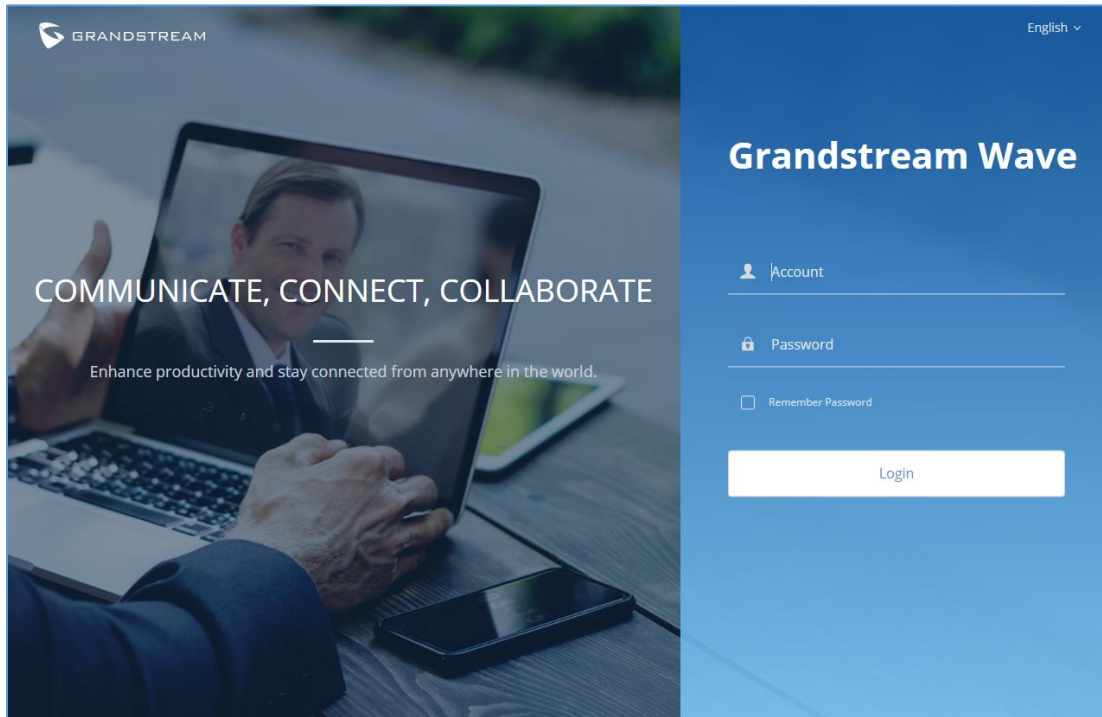 GRANDSTREAM
English
Grandstream Wave
Account
COMMUNICATE, CONNECT, COLLABORATE
Password
Enhance productivity and stay connected from anywhere in the world.
Remember Password
Login